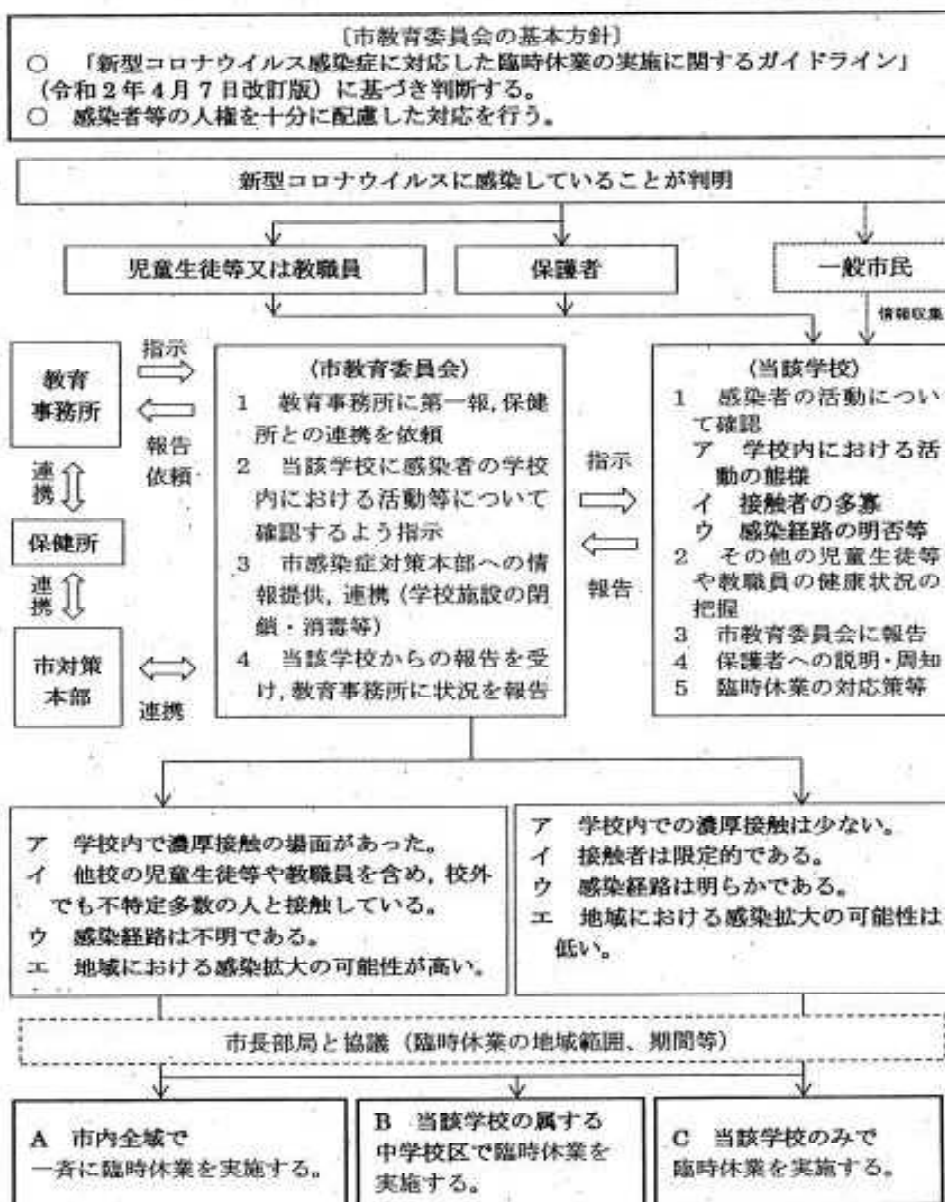 〔市教育委員会の基本方針〕
○ 「新型コロナウイルス感染症に対応した臨時休業の実施に関するガイドライン」
(令和2年4月7日改訂版)に基づき判断する。
○ 感染者等の人権を十分に配慮した対応を行う。
新型コロナウイルスに感染していることが判明
児童生徒等又は教職員
保護者
一般市民
情報収集
教育
事務所
指示
報告
依頼
連携
保健所
連携
市対策
本部
連携
(市教育委員会)
1 教育事務所に第一報,保健
所との連携を依頼
2 当該学校に感染者の学校
内における活動等について
確認するよう指示
3 市感染症対策本部への情
報提供,連携(学校施設の閉
鎖・消毒等)
4 当該学校からの報告を受
け,教育事務所に状況を報告
指示
報告
(当該学校)
1 感染者の活動につい
て確認
ア 学校内における活
動の態様
イ 接触者の多寡
ウ 感染経路の明否等
2 その他の児童生徒等
や教職員の健康状況の
把握
3 市教育委員会に報告
4 保護者への説明・周知
5 臨時休業の対応策等
ア 学校内で濃厚接触の場面があった。
イ 他校の児童生徒等や教職員を含め,校外
でも不特定多数の人と接触している。
ウ 感染経路は不明である。
エ 地域における感染拡大の可能性が高い。
ア 学校内での濃厚接触は少ない。
イ 接触者は限定的である。
ウ 感染経路は明らかである。
エ 地域における感染拡大の可能性は
低い。
市長部局と協議(臨時休業の地域範囲、期間等)
A 市内全域で
一斉に臨時休業を実施する。
B 当該学校の属する
中学校区で臨時休業を
実施する。
C 当該学校のみで
臨時休業を実施する。